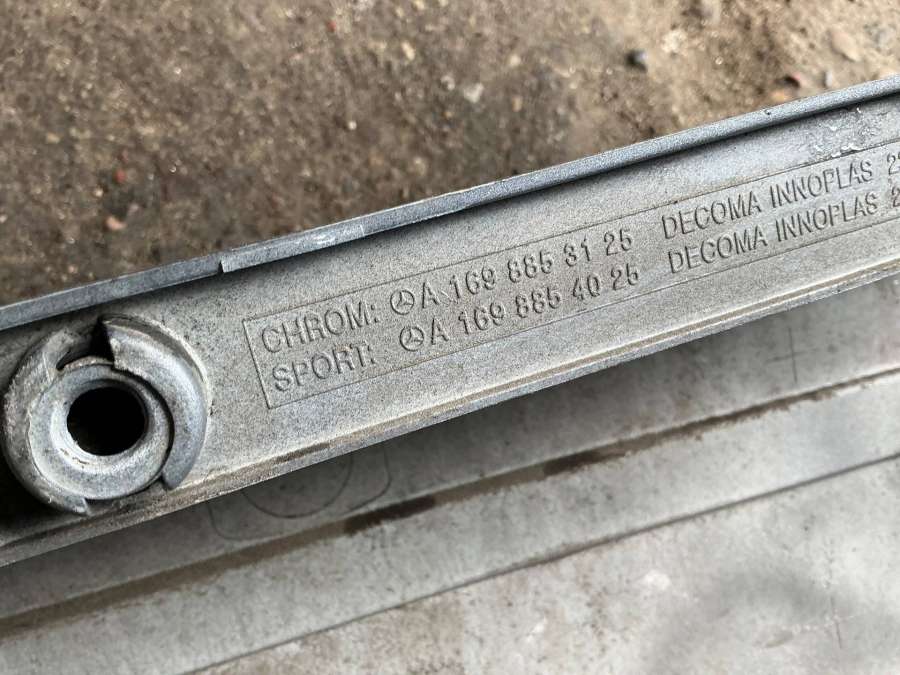 CHROM: A 169 885 31 25 DECOMA INNOPLAS
SPORT: A 169 885 40 25 DECOMA INNOPLAS